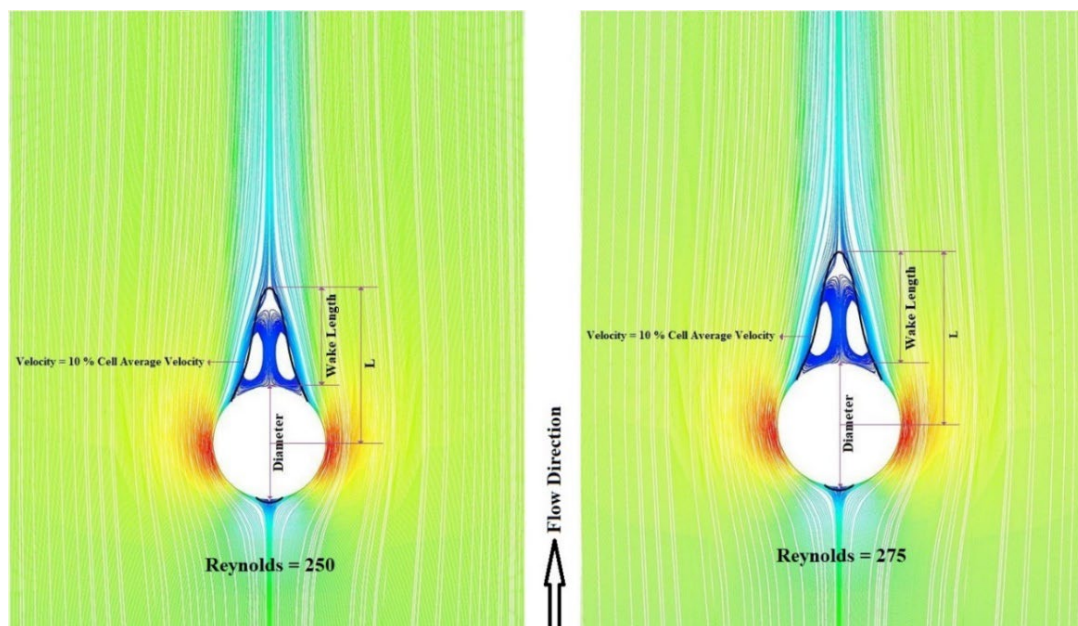 Velocity = 10 % Cell Average Velocity
Wake Length
L
Diameter
Reynolds = 250
Flow Direction
Velocity = 10 % Cell Average Velocity
Wake Length
L
Diameter
Reynolds = 275